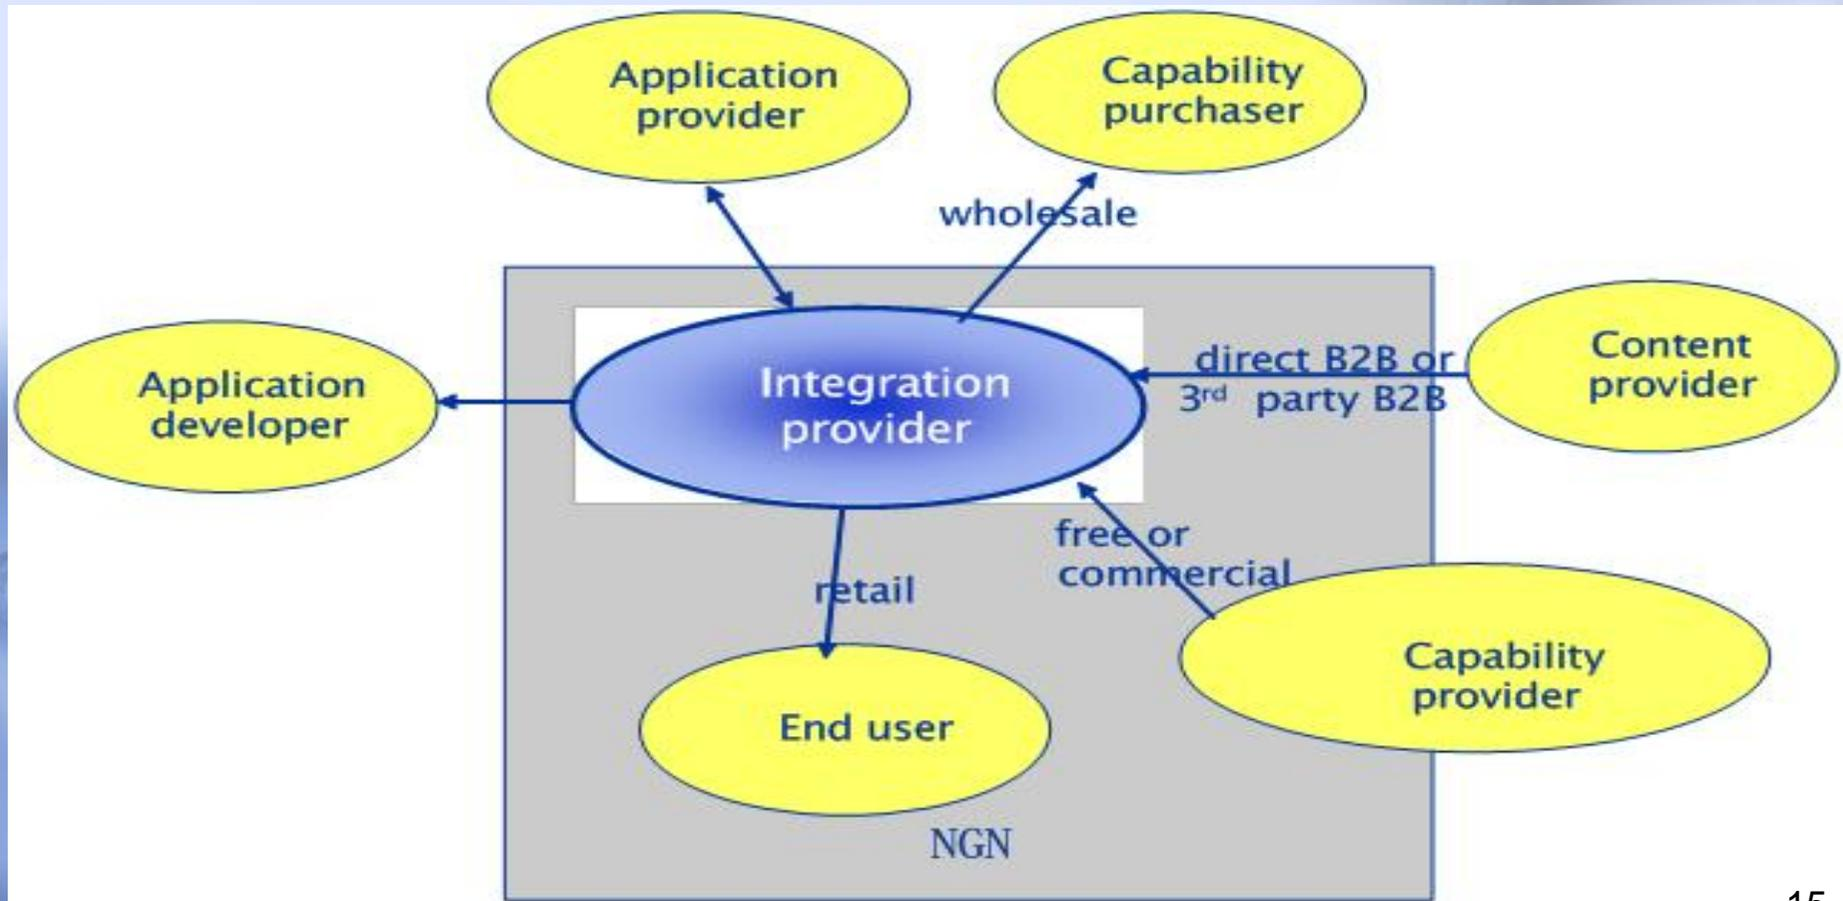 Application
provider
Capability
purchaser
wholesale
Application
developer
Integration
provider
direct B2B or
3rd party B2B
Content
provider
free or
commercial
retail
Capability
provider
End user
NGN
15